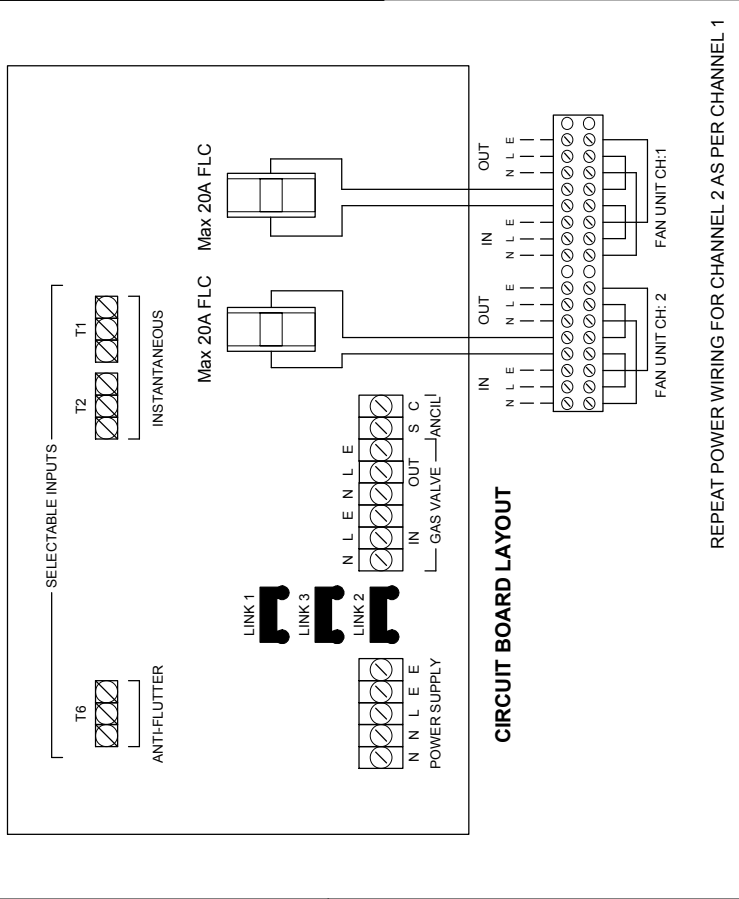 SELECTABLE INPUTS
T6 T2 T1
ANTI-FLUTTER INSTANTANEOUS
Max 20A FLC Max 20A FLC
LINK 1
LINK 3
LINK 2
N L E N L E
N N L E E IN OUT S C
POWER SUPPLY GAS VALVE ANCIL
IN OUT IN OUT
N L E N L E N L E N L E
CIRCUIT BOARD LAYOUT
FAN UNIT CH: 2 FAN UNIT CH:1
REPEAT POWER WIRING FOR CHANNEL 2 AS PER CHANNEL 1